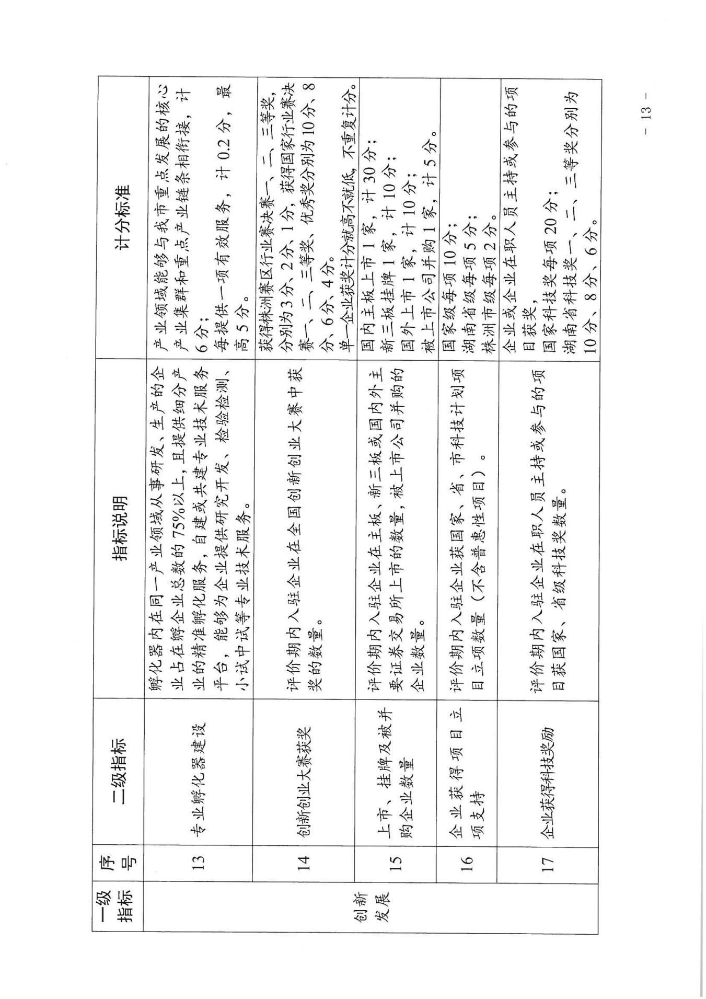 一级
指标
序
号
二级指标
指标说明
计分标准
创新
发展
13
专业孵化器建设
孵化器内在同一产业领域从事研发、生产的企
业占在孵企业总数的75%以上,且提供细分产
业的精准孵化服务,自建或共建专业技术服务
平台,能够为企业提供研究开发、检验检测、
小试中试等专业技术服务。
产业领域能够与我市重点发展的核心
产业集群和重点产业链条相衔接,计
6分;
每提供一项有效服务,计0.2分,最
高5分。
14
创新创业大赛获奖
评价期内入驻企业在全国创新创业大赛中获
奖的数量。
获得株洲赛区行业赛决赛一、二、三等奖,
分别为3分、2分、1分,获得国家行业赛决
赛一、二、三等奖、优秀奖分别为10分、8
分、6分、4分。
单一企业获奖计分就高不就低,不重复计分。
15
上市、挂牌及被并
购企业数量
评价期内入驻企业在主板、新三板或国内外主
要证券交易所上市的数量,被上市公司并购的
企业数量。
国内主板上市1家,计30分;
新三板挂牌1家,计10分;
国外上市1家,计10分;
被上市公司并购1家,计5分。
16
企业获得项目立
项支持
评价期内入驻企业获国家、省、市科技计划项
目立项数量(不含普惠性项目)。
国家级每项10分;
湖南省级每项5分;
株洲市级每项2分。
17
企业获得科技奖励
评价期内入驻企业在职人员主持或参与的项
目获国家、省级科技奖数量。
企业或企业在职人员主持或参与的项
目获奖,
国家科技奖每项20分;
湖南省科技奖一、二、三等奖分别为
10分、8分、6分。
- 13 -